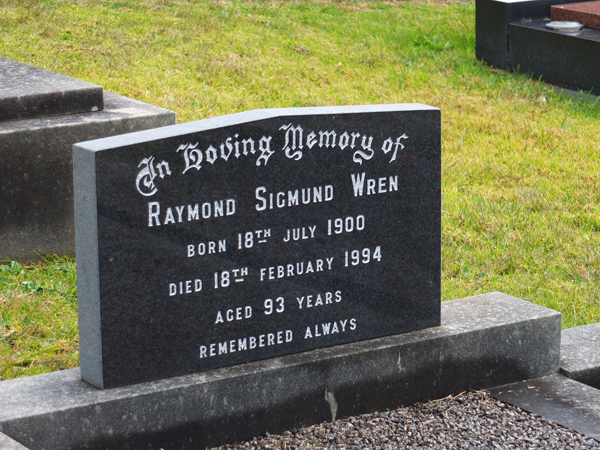 In Loving Memory of
RAYMOND SIGMUND WREN
BORN 18TH JULY 1900
DIED 18TH FEBRUARY 1994
AGED 93 YEARS
REMEMBERED ALWAYS